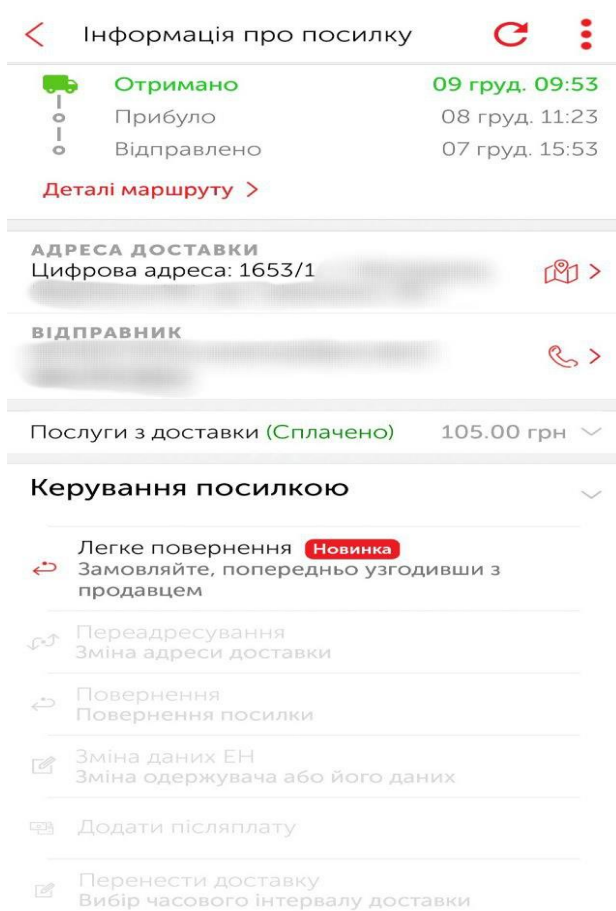 Інформація про посилку
Отримано 09 груд. 09:53
Прибуло 08 груд. 11:23
Відправлено 07 груд. 15:53
Деталі маршруту
АДРЕСА ДОСТАВКИ
Цифрова адреса: 1653/1
ВІДПРАВНИК
Послуги з доставки (Сплачено) 105.00 грн
Керування посилкою
Легке повернення Новинка
Замовляйте, попередньо узгодивши з
продавцем
Переадресування
Зміна адреси доставки
Повернення
Повернення посилки
Зміна даних ЕН
Зміна одержувача або його даних
Додати післяплату
Перенести доставку
Вибір часового інтервалу доставки